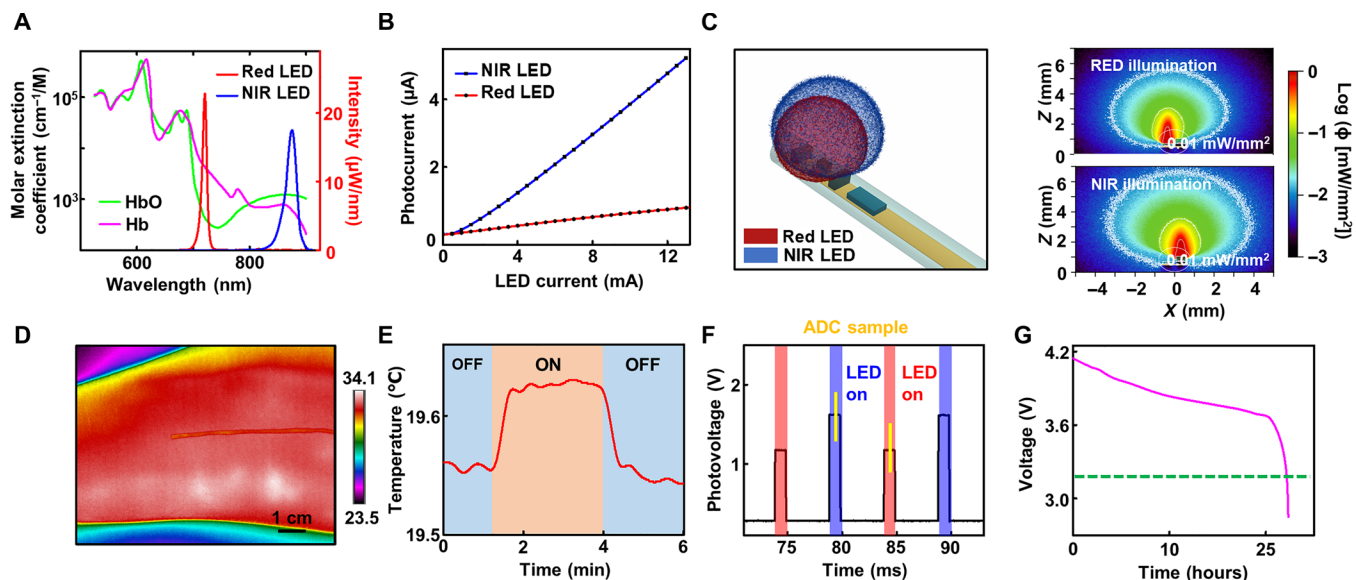 A
Molar extinction
coefficient (cm⁻¹/M)
10⁵
10³
Red LED
NIR LED
HbO
Hb
20
10
0
Intensity (μW/nm)
600
800
Wavelength (nm)
B
Photocurrent (μA)
4
2
0
NIR LED
Red LED
0
4
8
12
LED current (mA)
C
Red LED
NIR LED
Z (mm)
6
4
2
0
RED illumination
0.01 mW/mm²
Z (mm)
6
4
2
0
NIR illumination
0.01 mW/mm²
−4
−2
0
2
4
X (mm)
0
−1
−2
−3
Log (ϕ [mW/mm²])
D
34.1
23.5
1 cm
E
Temperature (°C)
19.6
19.5
OFF
ON
OFF
0
2
4
6
Time (min)
F
ADC sample
Photovoltage (V)
2
1
LED
on
LED
on
75
80
85
90
Time (ms)
G
Voltage (V)
4.2
3.6
3.0
0
10
25
Time (hours)